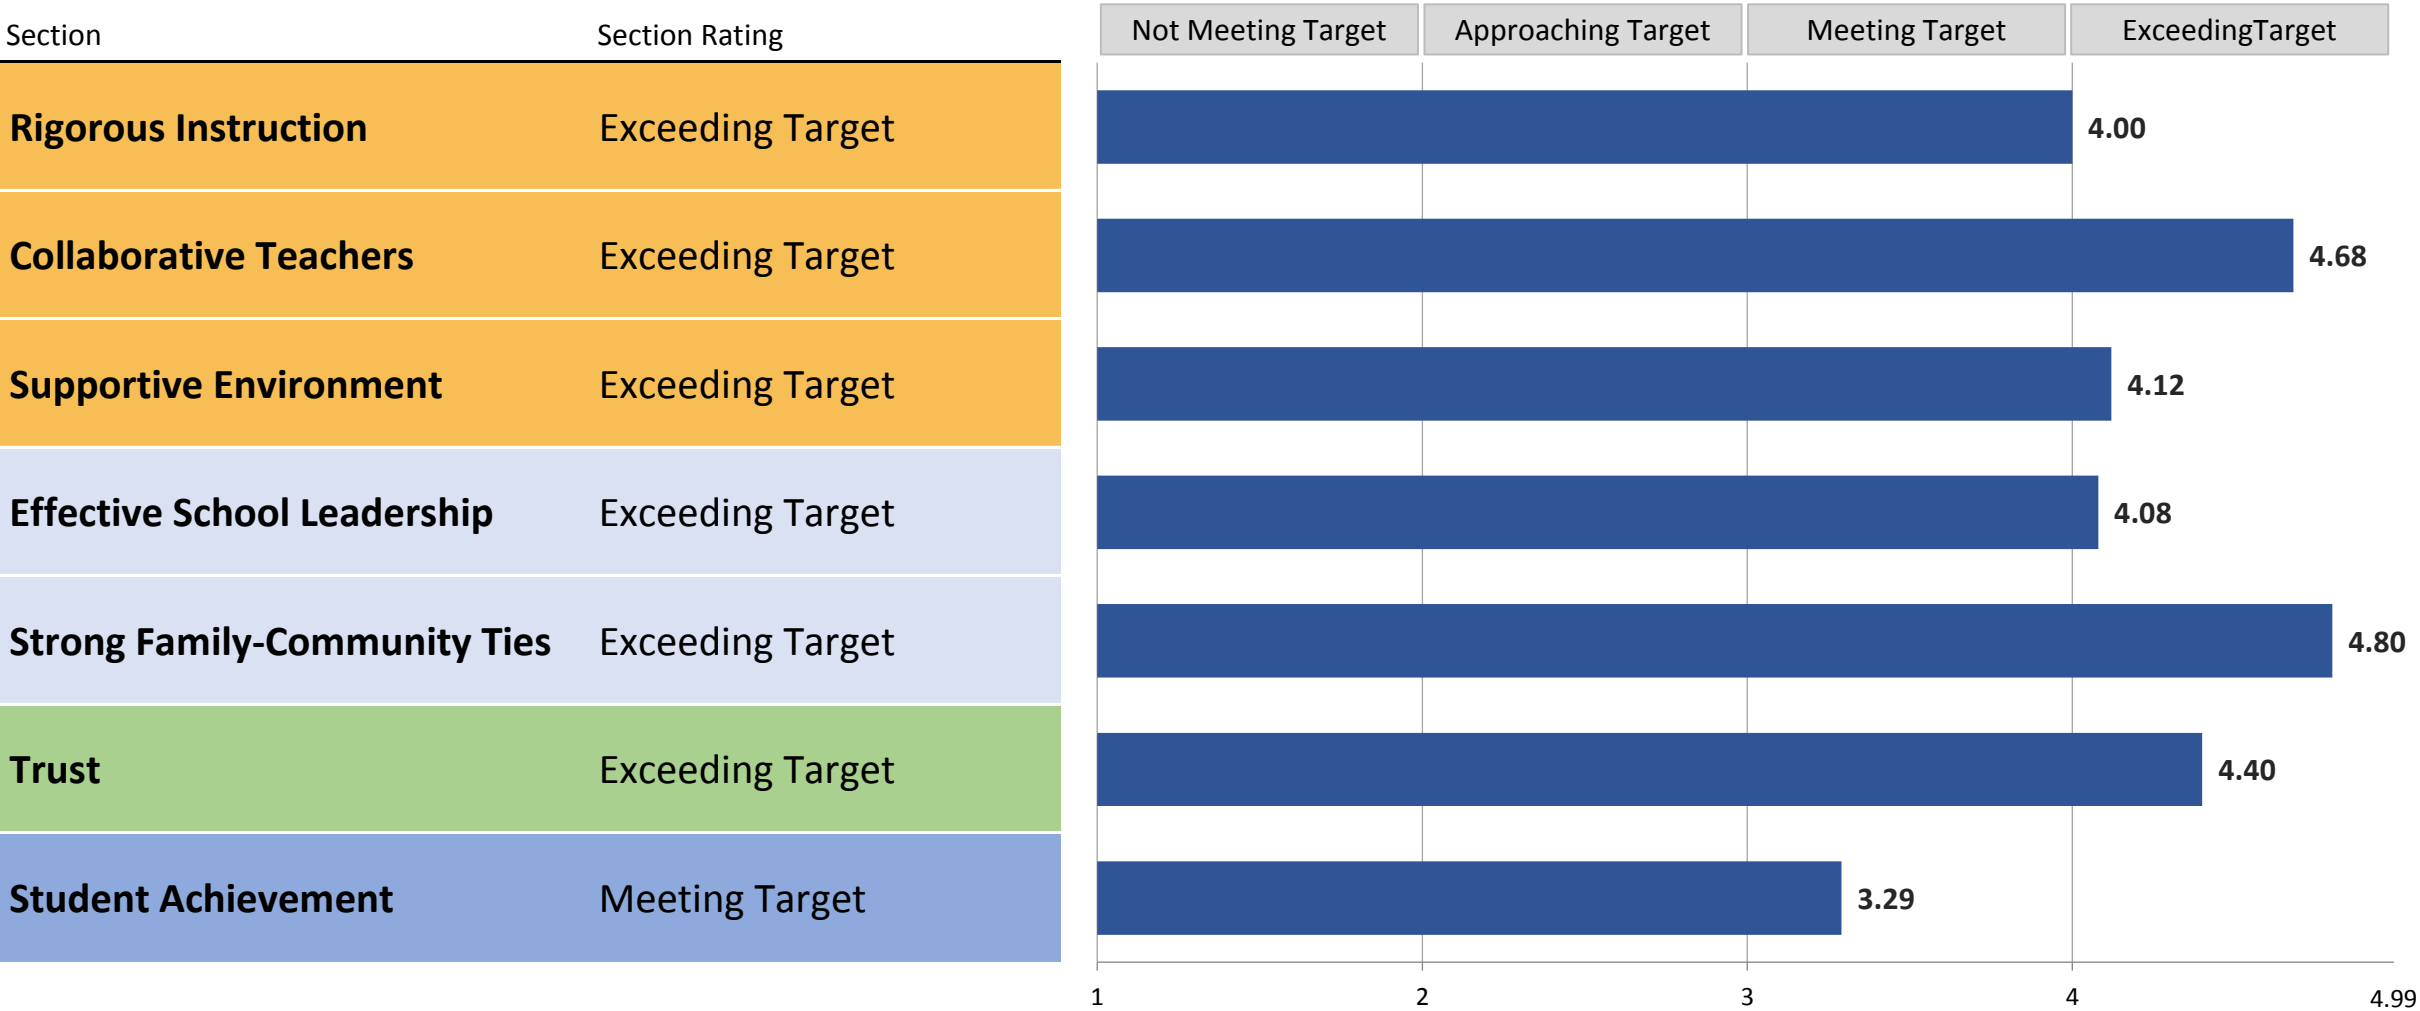 Section Section Rating Not Meeting Target Approaching Target Meeting Target ExceedingTarget
Rigorous Instruction Exceeding Target 4.00
Collaborative Teachers Exceeding Target 4.68
Supportive Environment Exceeding Target 4.12
Effective School Leadership Exceeding Target 4.08
Strong Family-Community Ties Exceeding Target 4.80
Trust Exceeding Target 4.40
Student Achievement Meeting Target 3.29
1 2 3 4 4.99